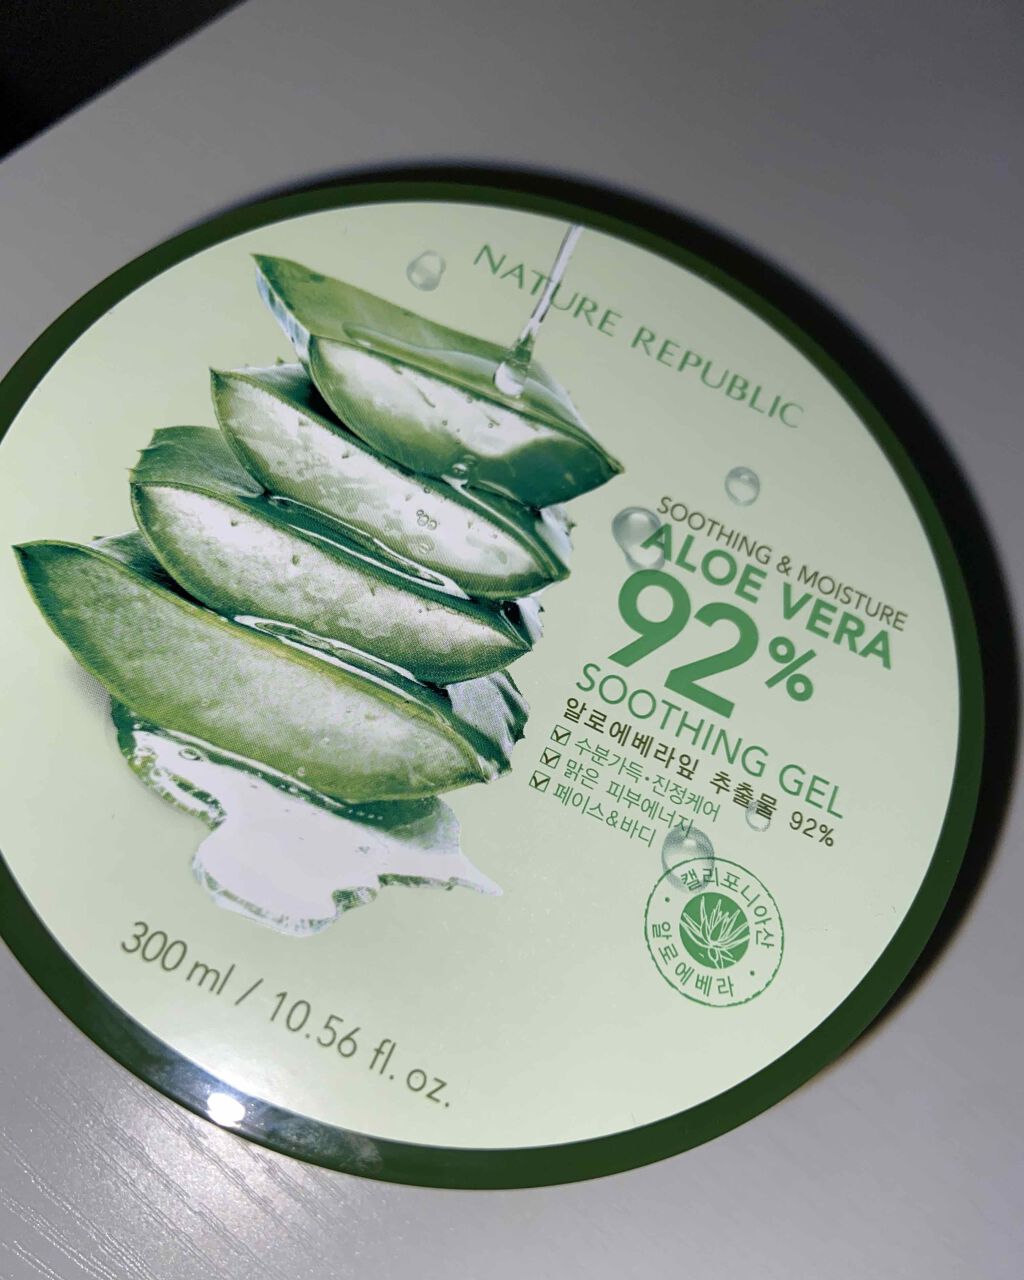 NATURE REPUBLIC
SOOTHING & MOISTURE
ALOE VERA
92%
SOOTHING GEL
알로에베라잎 추출물 92%
수분가득·진정케어
맑은 피부에너지
페이스&바디
캘리포니아산
알로에베라
300 ml / 10.56 fl. oz.